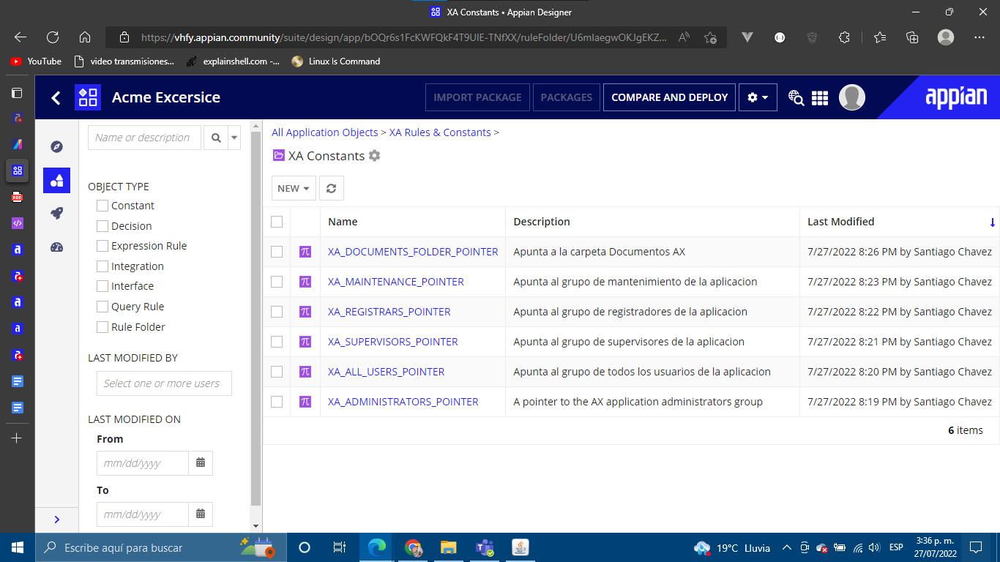 XA Constants • Appian Designer
https://vhfy.appian.community/suite/design/app/bOQr6s1FcKWFQkF4T9UIE-TNfXX/ruleFolder/U6mIaegwOKJgEKZ...
YouTube
video transmisiones...
explainshell.com -...
Linux Is Command
Acme Excersice
IMPORT PACKAGE
PACKAGES
COMPARE AND DEPLOY
appian
Name or description
OBJECT TYPE
Constant
Decision
Expression Rule
Integration
Interface
Query Rule
Rule Folder
LAST MODIFIED BY
Select one or more users
LAST MODIFIED ON
From
mm/dd/yyyy
To
mm/dd/yyyy
All Application Objects > XA Rules & Constants >
XA Constants
NEW
Name Description Last Modified
XA_DOCUMENTS_FOLDER_POINTER Apunta a la carpeta Documentos AX 7/27/2022 8:26 PM by Santiago Chavez
XA_MAINTENANCE_POINTER Apunta al grupo de mantenimiento de la aplicacion 7/27/2022 8:23 PM by Santiago Chavez
XA_REGISTRARS_POINTER Apunta al grupo de registradores de la aplicacion 7/27/2022 8:22 PM by Santiago Chavez
XA_SUPERVISORS_POINTER Apunta al grupo de supervisores de la aplicacion 7/27/2022 8:21 PM by Santiago Chavez
XA_ALL_USERS_POINTER Apunta al grupo de todos los usuarios de la aplicacion 7/27/2022 8:20 PM by Santiago Chavez
XA_ADMINISTRATORS_POINTER A pointer to the AX application administrators group 7/27/2022 8:19 PM by Santiago Chavez
6 items
Escribe aquí para buscar
19°C Lluvia
ESP
3:36 p. m.
27/07/2022